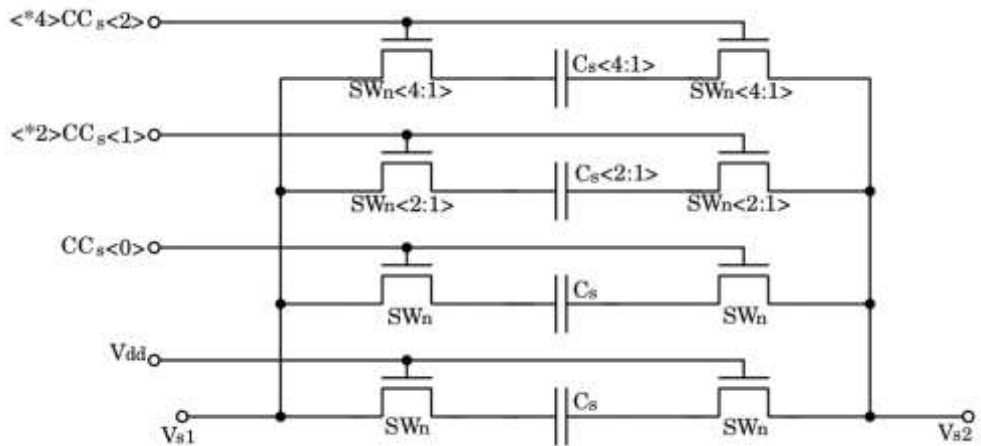 <*4>CCs<2>
Cs<4:1>
SWn<4:1> SWn<4:1>
<*2>CCs<1>
Cs<2:1>
SWn<2:1> SWn<2:1>
CCs<0>
Cs
SWn SWn
Vdd
Cs
SWn SWn
Vs1 Vs2